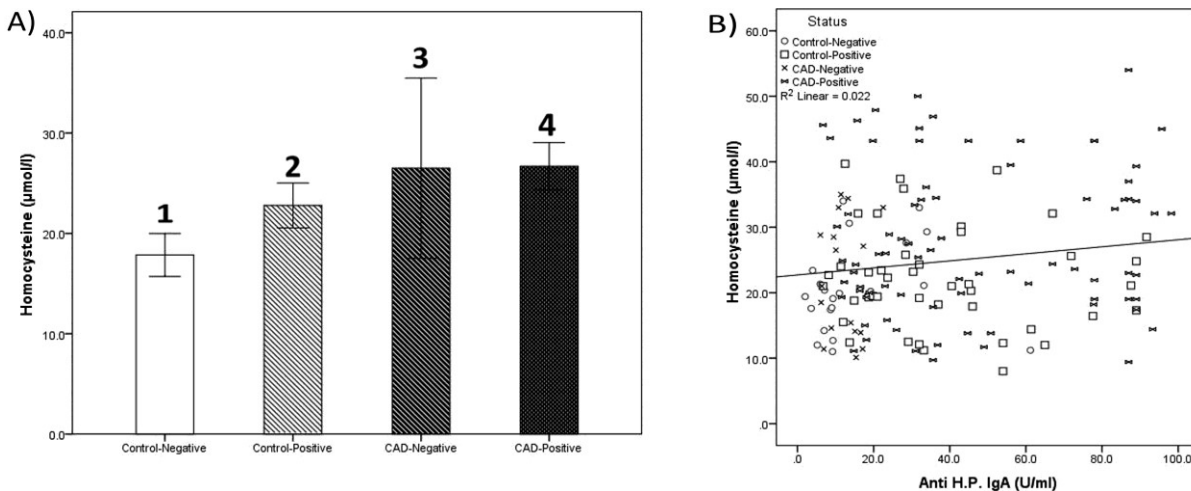 A)
40.0
30.0
20.0
10.0
0.0
Homocysteine (µmol/l)
1
2
3
4
Control-Negative
Control-Positive
CAD-Negative
CAD-Positive
B)
60.0
50.0
40.0
30.0
20.0
10.0
.0
Homocysteine (µmol/l)
Status
Control-Negative
Control-Positive
CAD-Negative
CAD-Positive
R2 Linear = 0.022
.0 20.0 40.0 60.0 80.0 100.0
Anti H.P. IgA (U/ml)